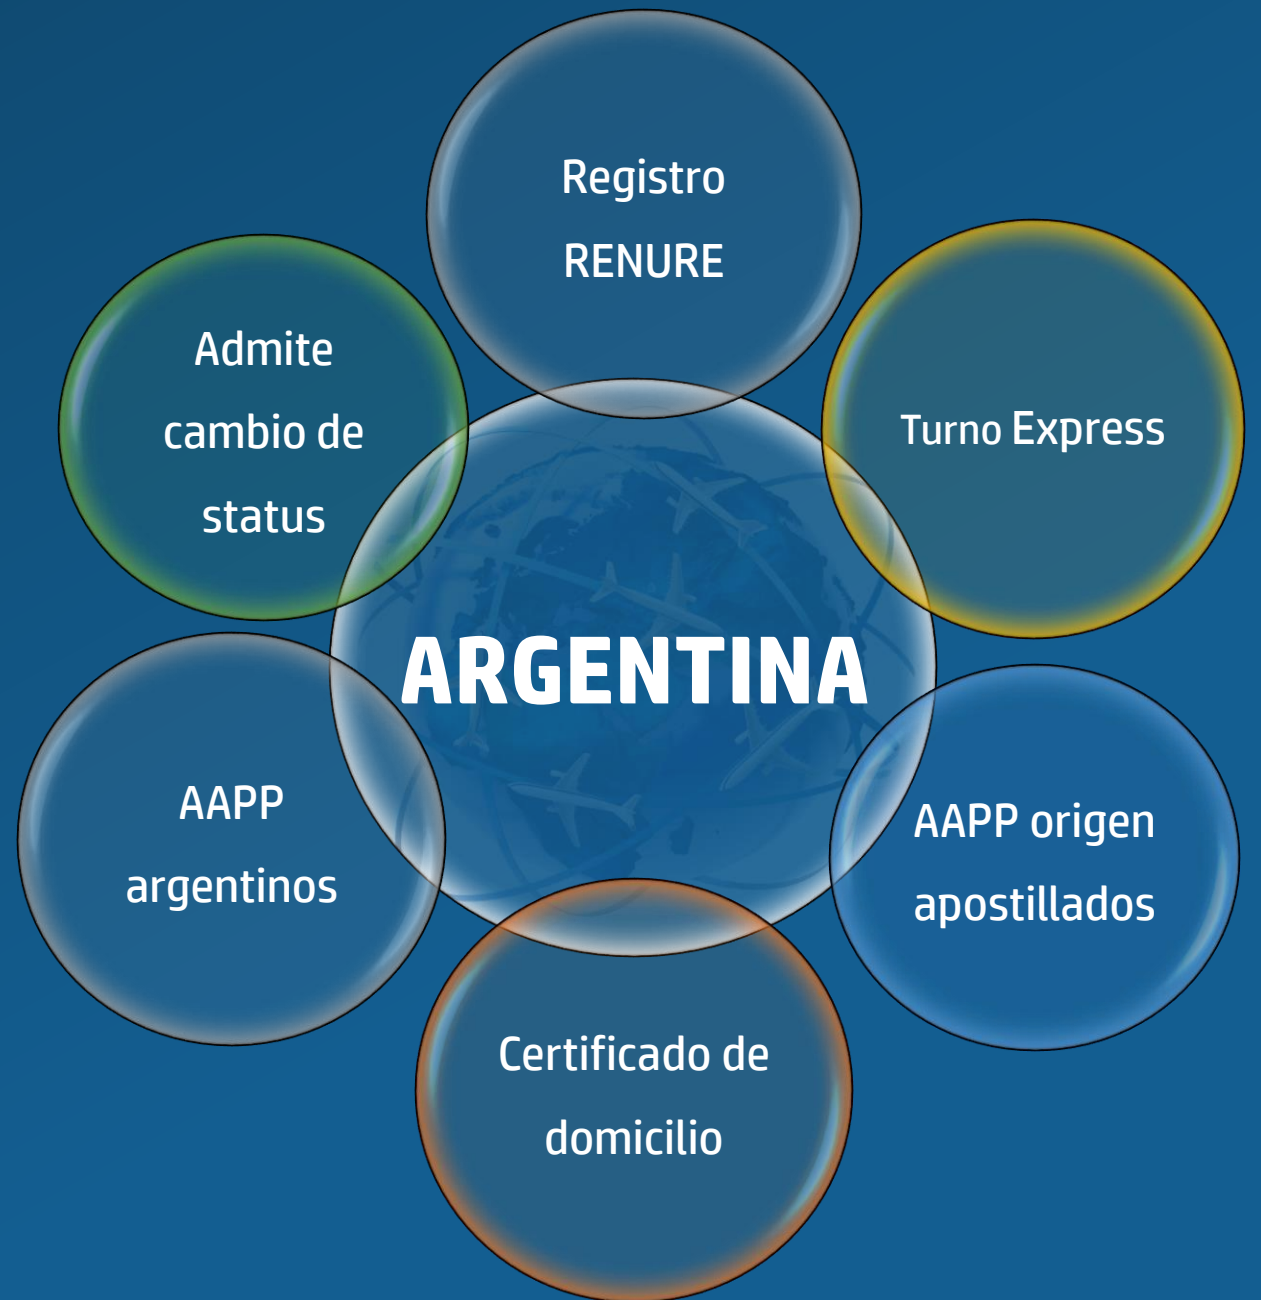 Registro
RENURE
Admite
cambio de
status
Turno Express
ARGENTINA
AAPP
argentinos
AAPP origen
apostillados
Certificado de
domicilio